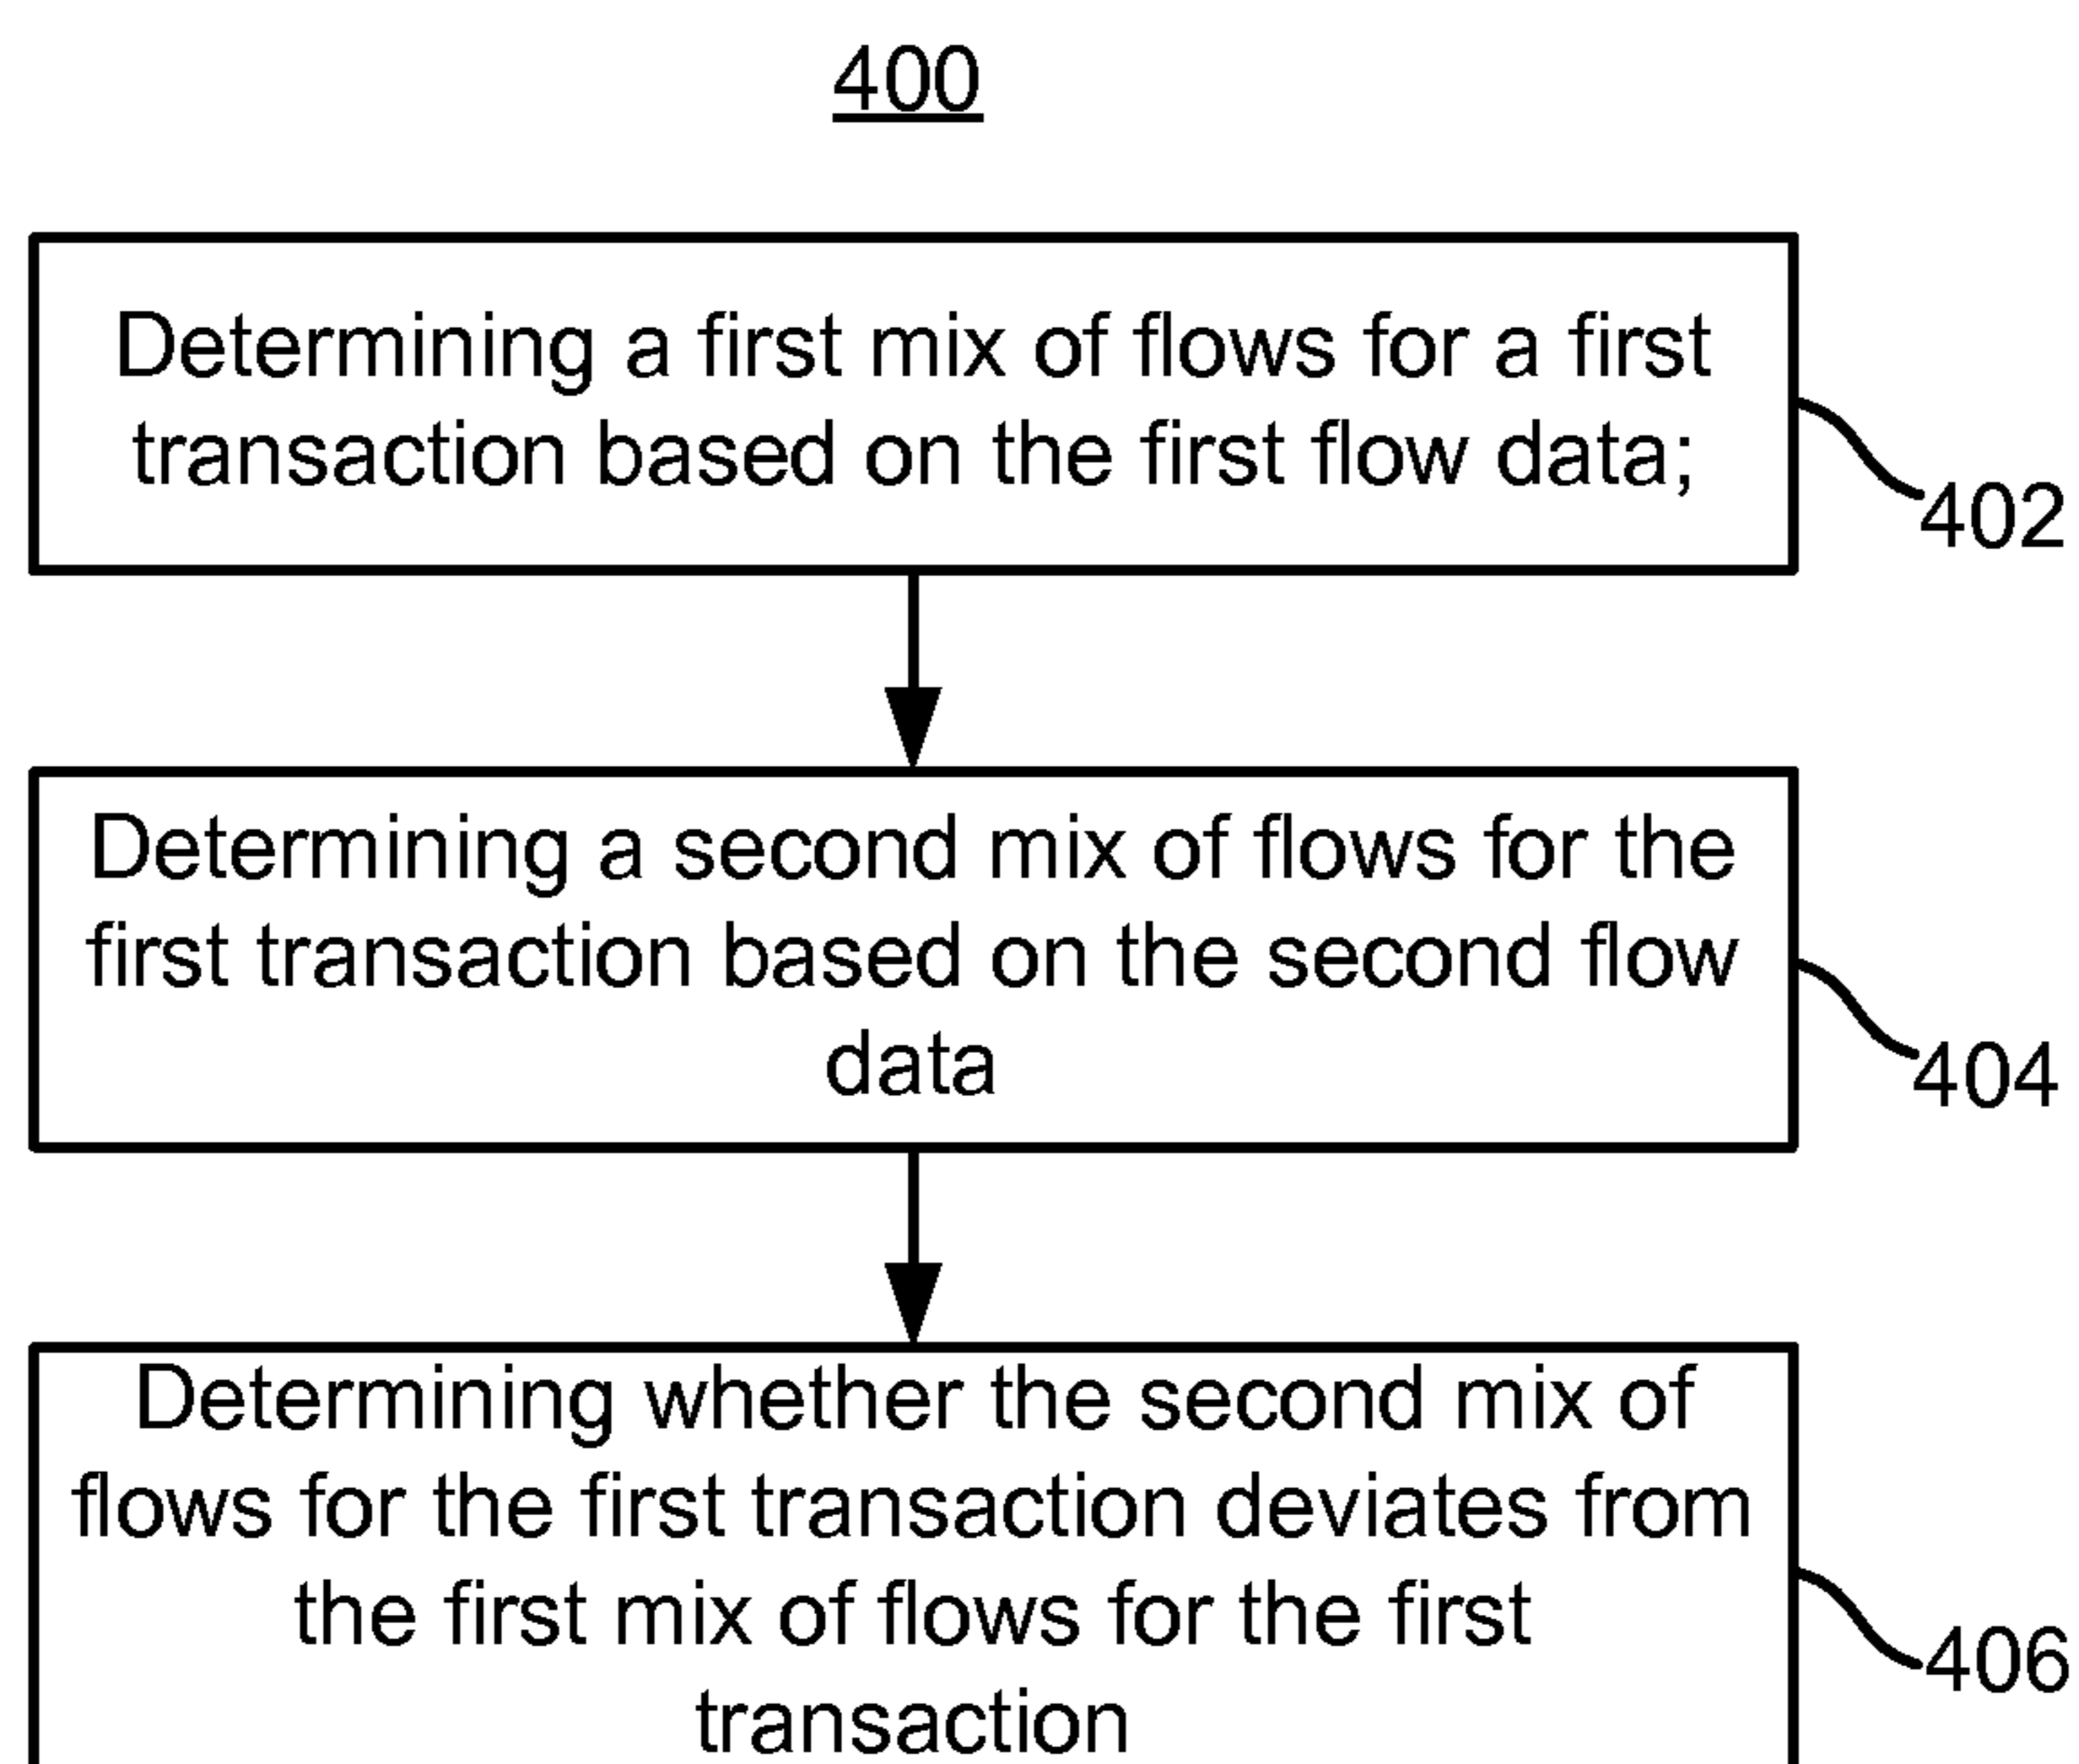 400
Determining a first mix of flows for a first
transaction based on the first flow data;
402
Determining a second mix of flows for the
first transaction based on the second flow
data
404
Determining whether the second mix of
flows for the first transaction deviates from
the first mix of flows for the first
transaction
406